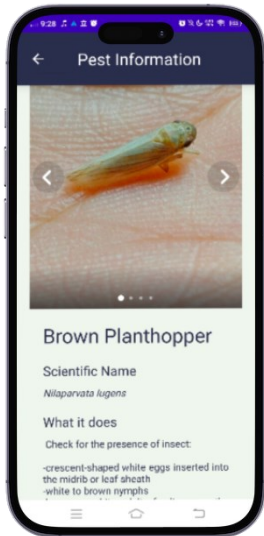 9:28
Pest Information
Brown Planthopper
Scientific Name
Nilaparvata lugens
What it does
Check for the presence of insect:
-crescent-shaped white eggs inserted into
the midrib or leaf sheath
-white to brown nymphs